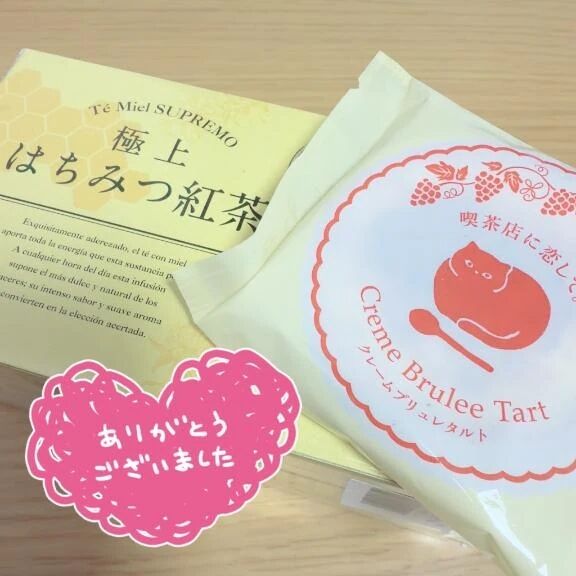 Té Miel SUPREMO
極上
はちみつ紅茶
Exquisitamente aderezado, el té con miel
aporta toda la energía que esta sustancia
A cualquier hora del día esta infusión
supone el más dulce y natural de los
su intenso sabor y suave aroma
convierten en la elección acertada.
喫茶店に恋して。
Creme Brulee Tart
クレームブリュレタルト
ありがとう
ございました